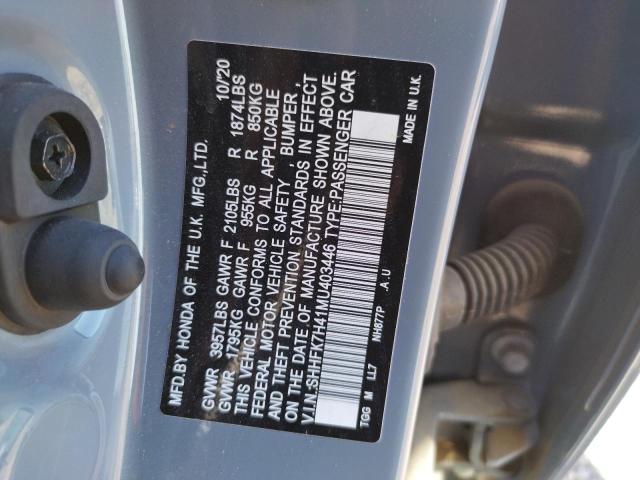 MFD.BY HONDA OF THE U.K. MFG.,LTD. 10/20
GVWR 3957LBS GAWR F 2105LBS R 1874LBS
GVWR 1795KG GAWR F 955KG R 850KG
THIS VEHICLE CONFORMS TO ALL APPLICABLE
FEDERAL MOTOR VEHICLE SAFETY , BUMPER ,
AND THEFT PREVENTION STANDARDS IN EFFECT
ON THE DATE OF MANUFACTURE SHOWN ABOVE.
V.I.N.:SHHFK7H41MU403446 TYPE:PASSENGER CAR
TGG M LL7 NH877P A.U MADE IN U.K.